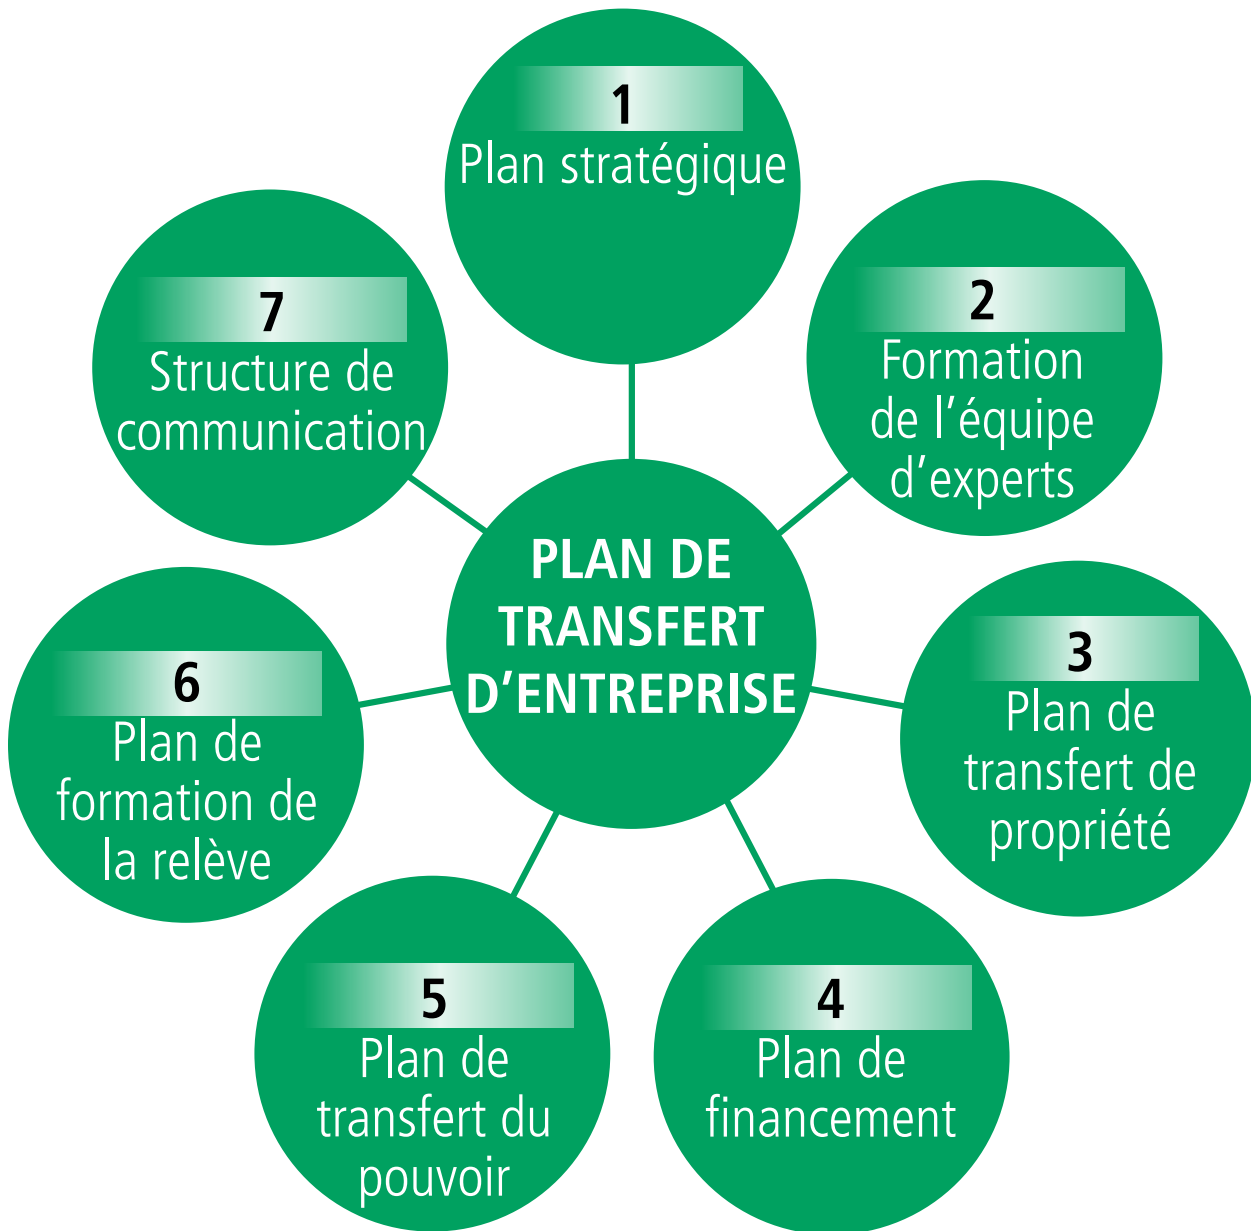 1
Plan stratégique
2
Formation
de l’équipe
d’experts
3
Plan de
transfert de
propriété
4
Plan de
financement
5
Plan de
transfert du
pouvoir
6
Plan de
formation de
la relève
7
Structure de
communication
PLAN DE
TRANSFERT
D’ENTREPRISE